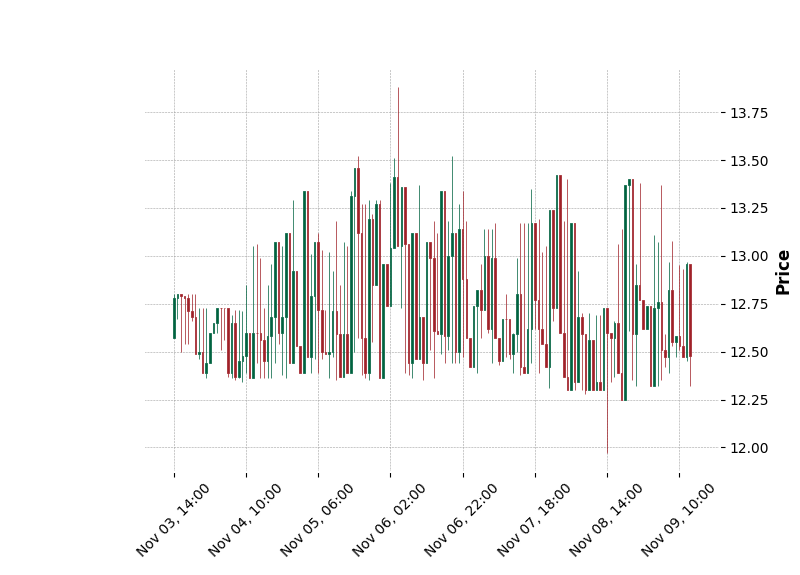 13.75
13.50
13.25
13.00
12.75
12.50
12.25
12.00
Price
Nov 03, 14:00
Nov 04, 10:00
Nov 05, 06:00
Nov 06, 02:00
Nov 06, 22:00
Nov 07, 18:00
Nov 08, 14:00
Nov 09, 10:00